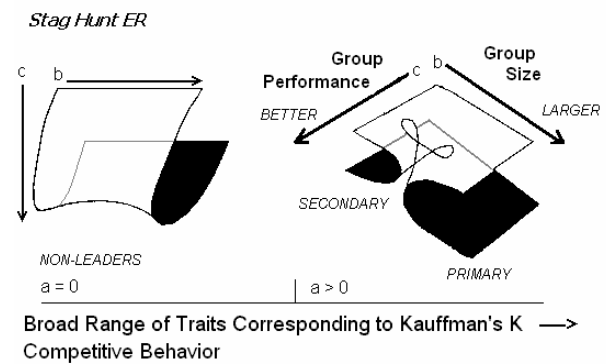 Stag Hunt ER
c
b
Group
Performance
BETTER
c b
Group
Size
LARGER
SECONDARY
PRIMARY
NON-LEADERS
a = 0
a > 0
Broad Range of Traits Corresponding to Kauffman's K
Competitive Behavior